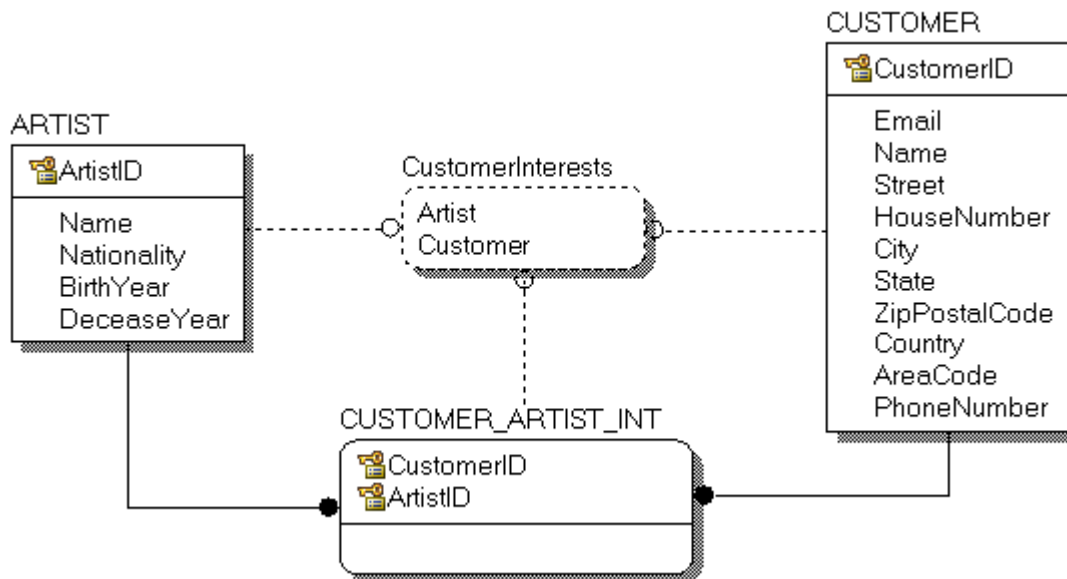 CUSTOMER
CustomerID
Email
Name
Street
HouseNumber
City
State
ZipPostalCode
Country
AreaCode
PhoneNumber
ARTIST
ArtistID
Name
Nationality
BirthYear
DeceaseYear
CustomerInterests
Artist
Customer
CUSTOMER_ARTIST_INT
CustomerID
ArtistID